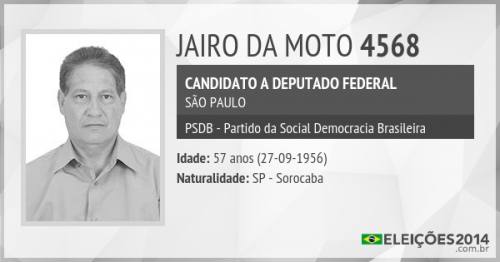 JAIRO DA MOTO 4568
CANDIDATO A DEPUTADO FEDERAL
SÃO PAULO
PSDB - Partido da Social Democracia Brasileira
Idade: 57 anos (27-09-1956)
Naturalidade: SP - Sorocaba
ELEIÇÕES2014
.com.br